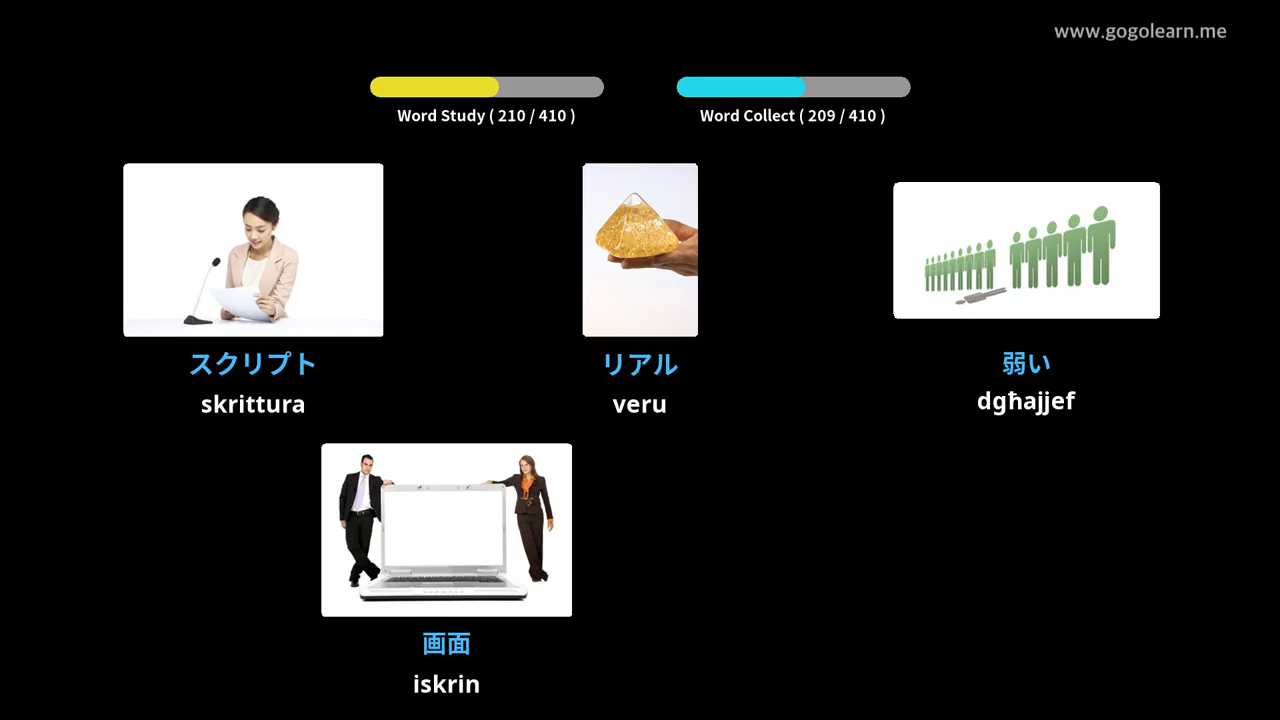 www.gogolearn.me
Word Study ( 210 / 410 )
Word Collect ( 209 / 410 )
スクリプト
skrittura
リアル
veru
弱い
dgħajjef
画面
iskrin